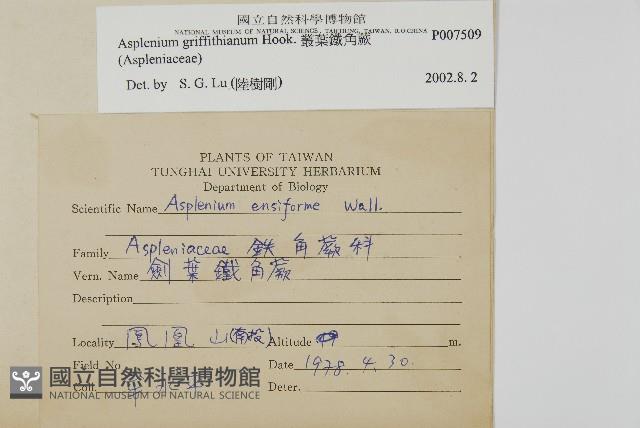 國立自然科學博物館
NATIONAL MUSEUM OF NATURAL SCIENCE, TAICHUNG, TAIWAN, R.O.CHINA
Asplenium griffithianum Hook. 叢葉鐵角蕨 P007509
(Aspleniaceae)
Det. by S. G. Lu (陸樹剛) 2002.8. 2
PLANTS OF TAIWAN
TUNGHAI UNIVERSITY HERBARIUM
Department of Biology
Scientific Name Asplenium ensiforme Wall.
Family Aspleniaceae 鉄角蕨科
Vern. Name 劍葉鐵角蕨
Description
Locality 鳳凰山(南投) Altitude m.
Field No Date 1978. 4. 30.
Coll. Deter.
國立自然科學博物館
NATIONAL MUSEUM OF NATURAL SCIENCE